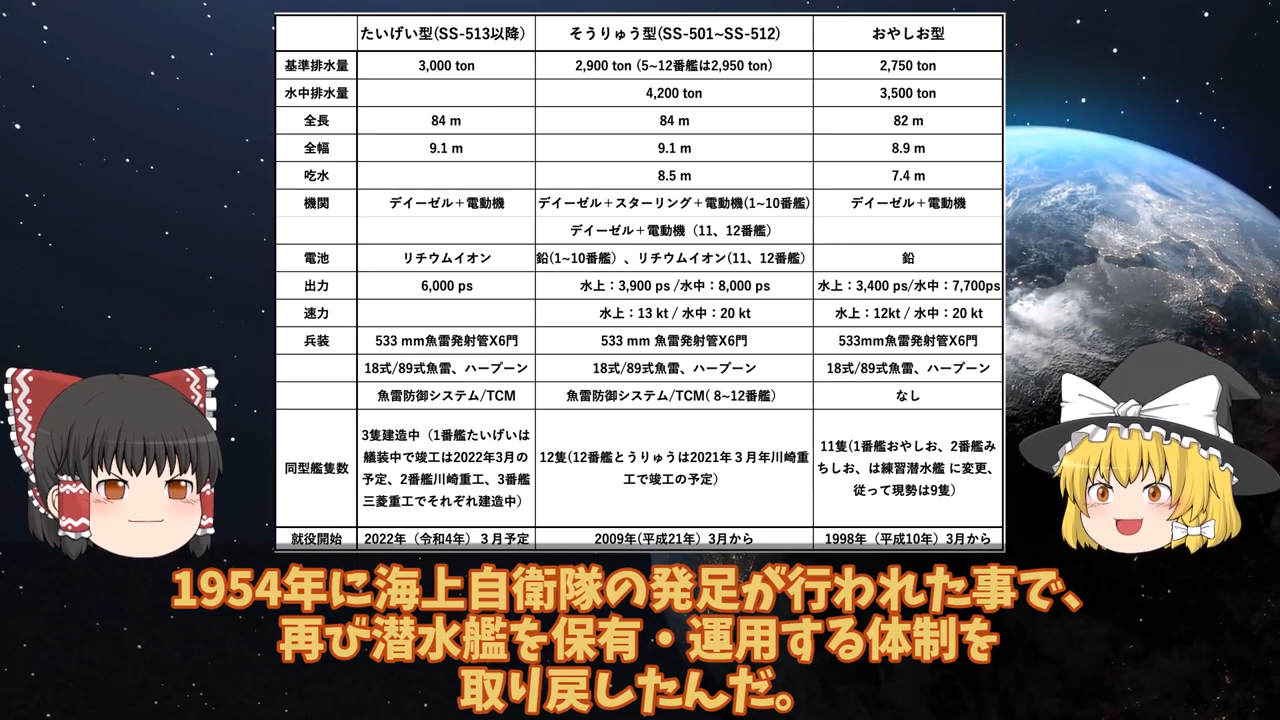 たいげい型(SS-513以降) そうりゅう型(SS-501~SS-512) おやしお型
基準排水量 3,000 ton 2,900 ton (5~12番艦は2,950 ton) 2,750 ton
水中排水量 4,200 ton 3,500 ton
全長 84 m 84 m 82 m
全幅 9.1 m 9.1 m 8.9 m
吃水 8.5 m 7.4 m
機関 デイーゼル＋電動機 デイーゼル＋スターリング＋電動機(1~10番艦) デイーゼル＋電動機
デイーゼル＋電動機（11、12番艦）
電池 リチウムイオン 鉛(1~10番艦）、リチウムイオン(11、12番艦） 鉛
出力 6,000 ps 水上：3,900 ps /水中：8,000 ps 水上：3,400 ps/水中：7,700ps
速力 水上：13 kt / 水中：20 kt 水上：12kt / 水中：20 kt
兵装 533 mm魚雷発射管X6門 533 mm 魚雷発射管X6門 533mm魚雷発射管X6門
18式/89式魚雷、ハープーン 18式/89式魚雷、ハープーン 18式/89式魚雷、ハープーン
魚雷防御システム/TCM 魚雷防御システム/TCM( 8~12番艦） なし
同型艦隻数
3隻建造中（1番艦たいげいは
艤装中で竣工は2022年3月の
予定、2番艦川崎重工、3番艦
三菱重工でそれぞれ建造中）
12隻(12番艦とうりゅうは2021年３月年川崎重
工で竣工の予定）
11隻(1番艦おやしお、2番艦み
ちしお、は練習潜水艦 に変更、
従って現勢は9隻）
就役開始 2022年（令和4年）３月予定 2009年(平成21年）3月から 1998年（平成10年）3月から
1954年に海上自衛隊の発足が行われた事で、
再び潜水艦を保有・運用する体制を
取り戻したんだ。